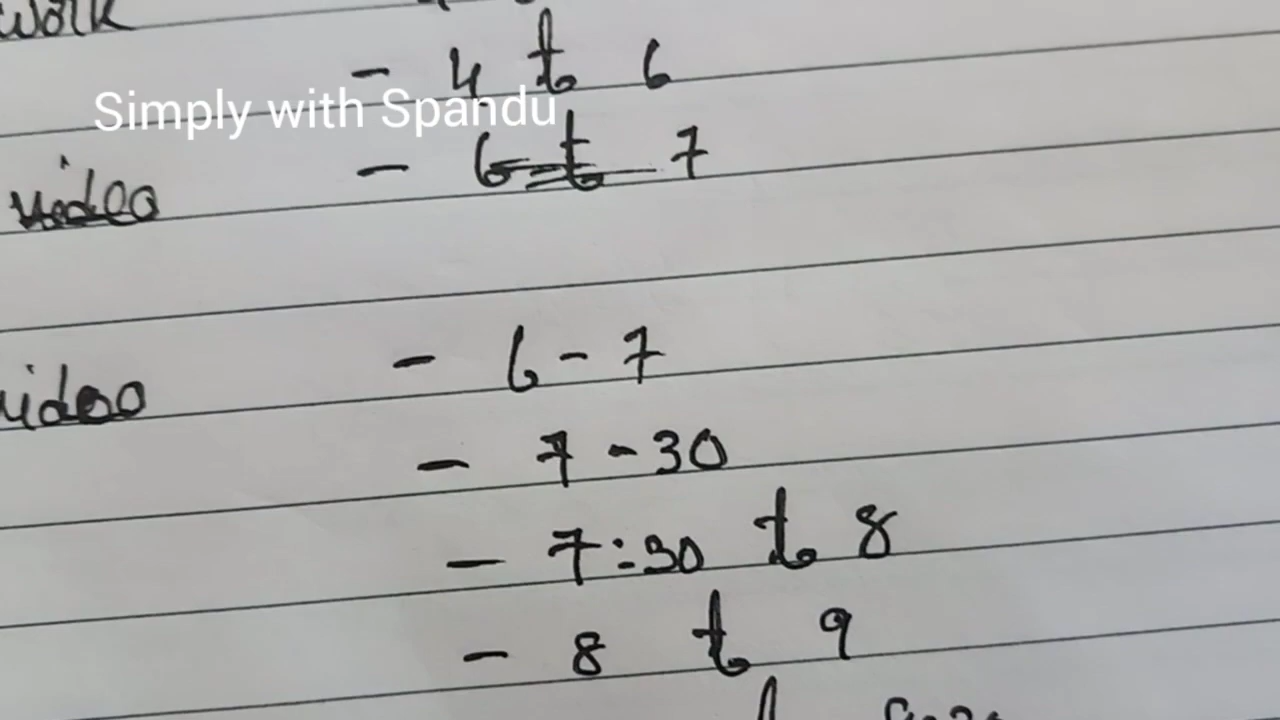 work
- 4 to 6
Simply with Spandu
video - 6 to 7
video - 6 - 7
- 7 - 30
- 7:30 to 8
- 8 to 9